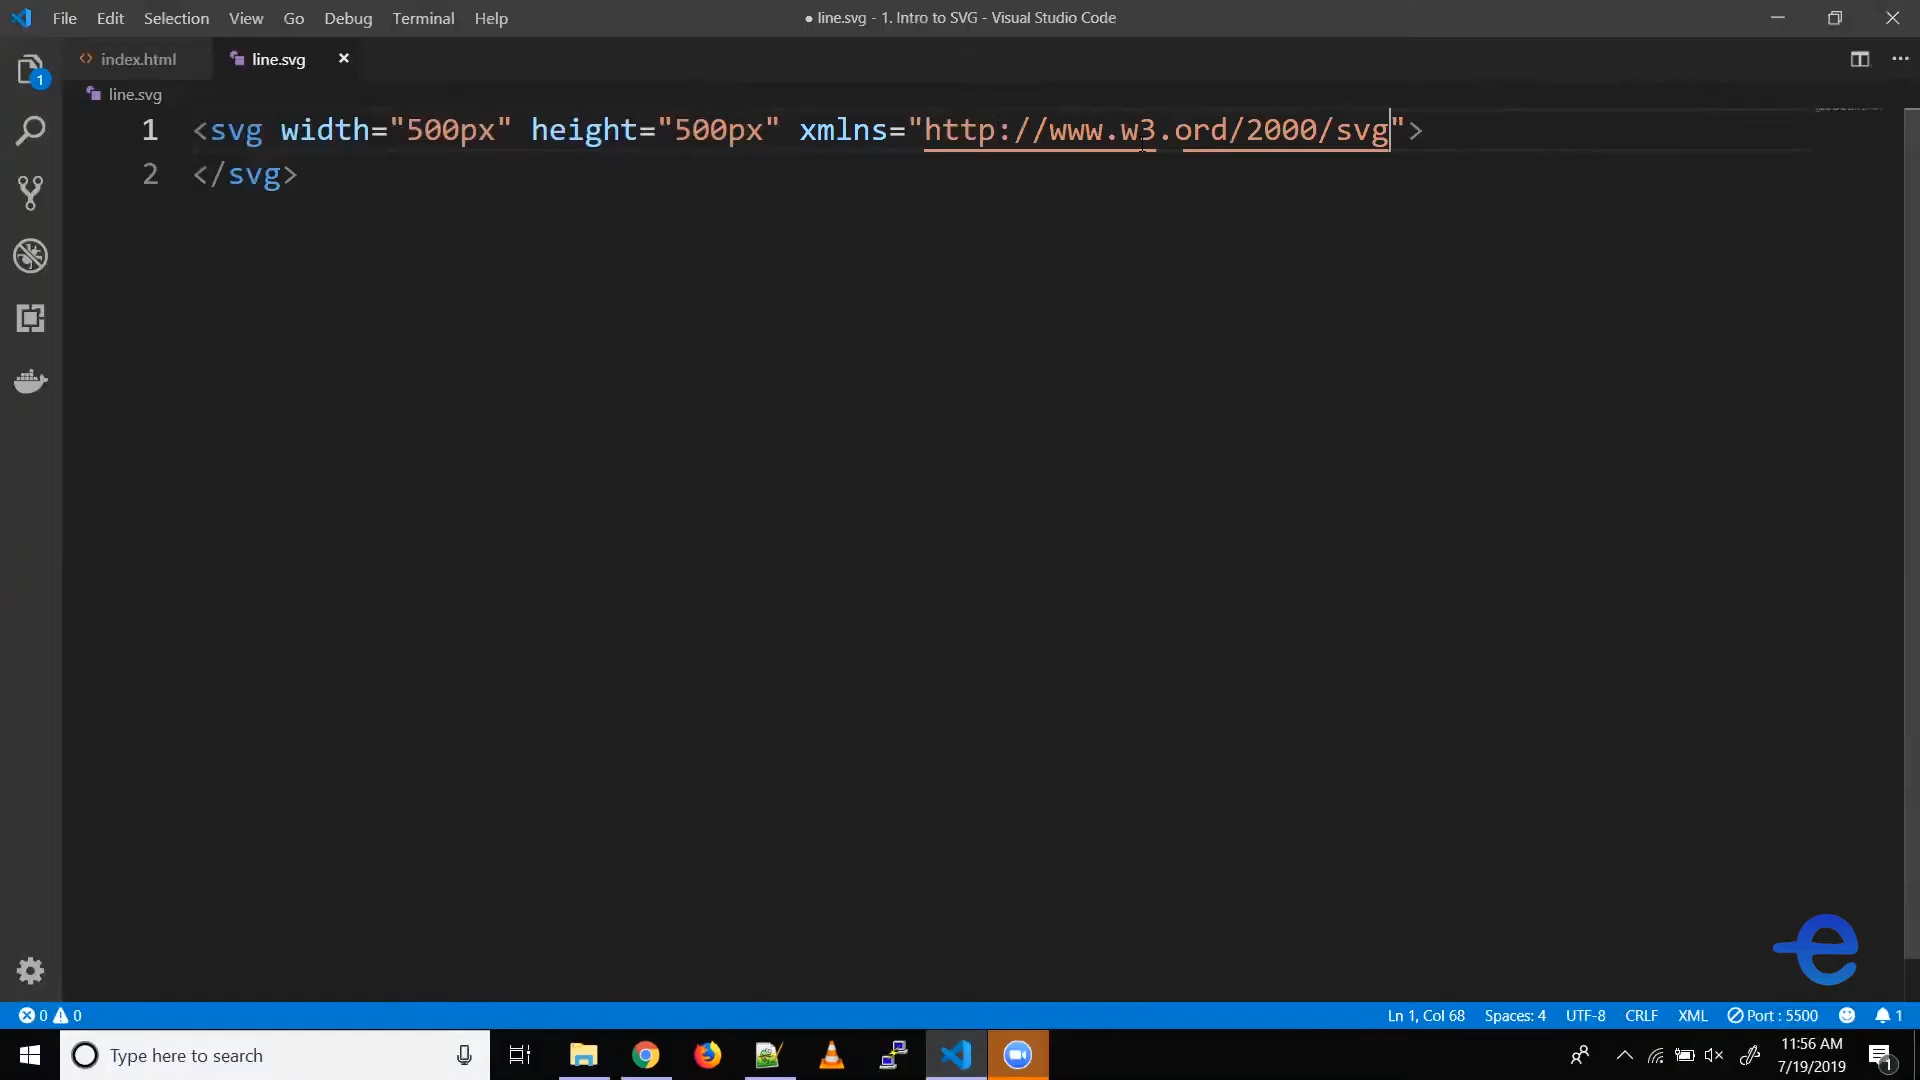 File Edit Selection View Go Debug Terminal Help
● line.svg - 1. Intro to SVG - Visual Studio Code
1
index.html line.svg
line.svg
1 <svg width="500px" height="500px" xmlns="http://www.w3.ord/2000/svg">
2 </svg>
0 0 Ln 1, Col 68 Spaces: 4 UTF-8 CRLF XML Port : 5500 1
Type here to search
11:56 AM
7/19/2019
1